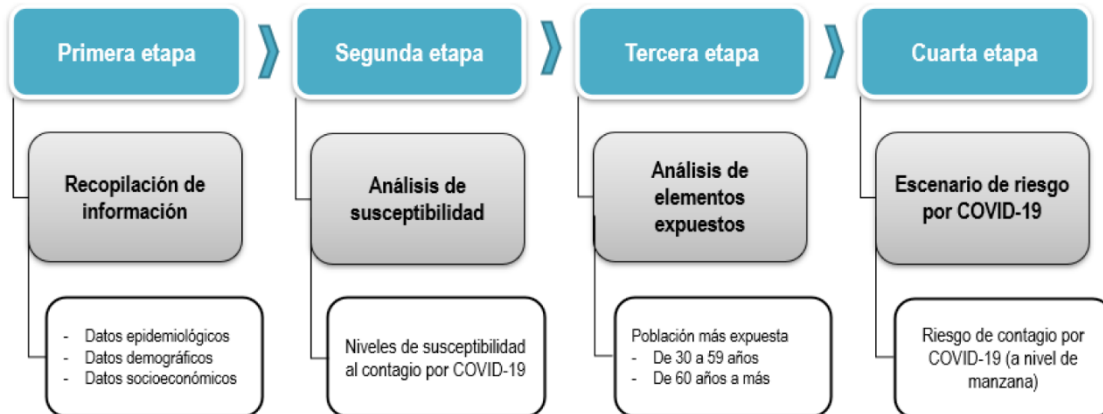 Primera etapa
Segunda etapa
Tercera etapa
Cuarta etapa
Recopilación de
información
Análisis de
susceptibilidad
Análisis de
elementos
expuestos
Escenario de riesgo
por COVID-19
- Datos epidemiológicos
- Datos demográficos
- Datos socioeconómicos
Niveles de susceptibilidad
al contagio por COVID-19
Población más expuesta
- De 30 a 59 años
- De 60 años a más
Riesgo de contagio por
COVID-19 (a nivel de
manzana)